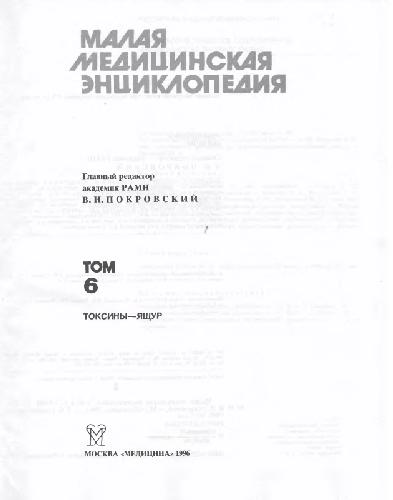 МАЛАЯ
МЕДИЦИНСКАЯ
ЭНЦИКЛОПЕДИЯ
Главный редактор
академик РАМН
В. И. ПОКРОВСКИЙ
ТОМ
6
ТОКСИНЫ—ЯЩУР
МОСКВА «МЕДИЦИНА» 1996